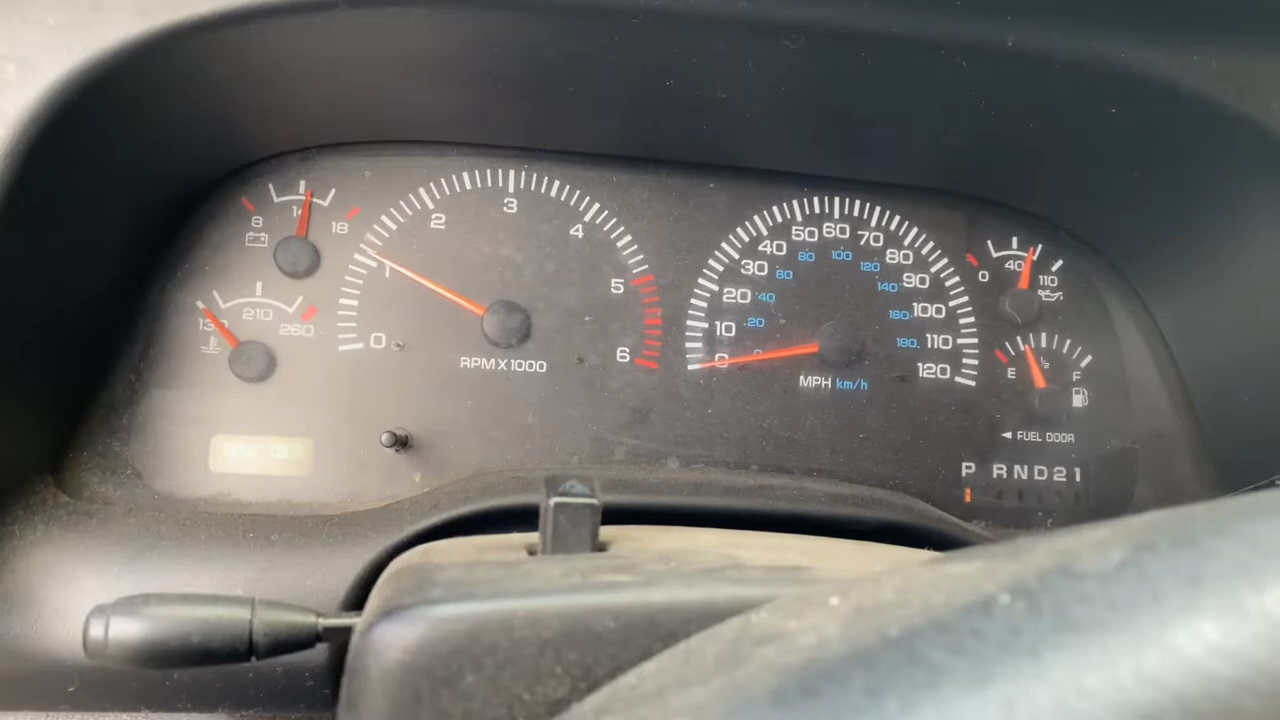 8 14 18
130 210 260
0 1 2 3 4 5 6
RPM X 1000
0 10 20 30 40 50 60 70 80 90 100 110 120
0 20 40 60 80 100 120 140 160 180
MPH km/h
0 40 110
E 1/2 F
◄ FUEL DOOR
P RND21